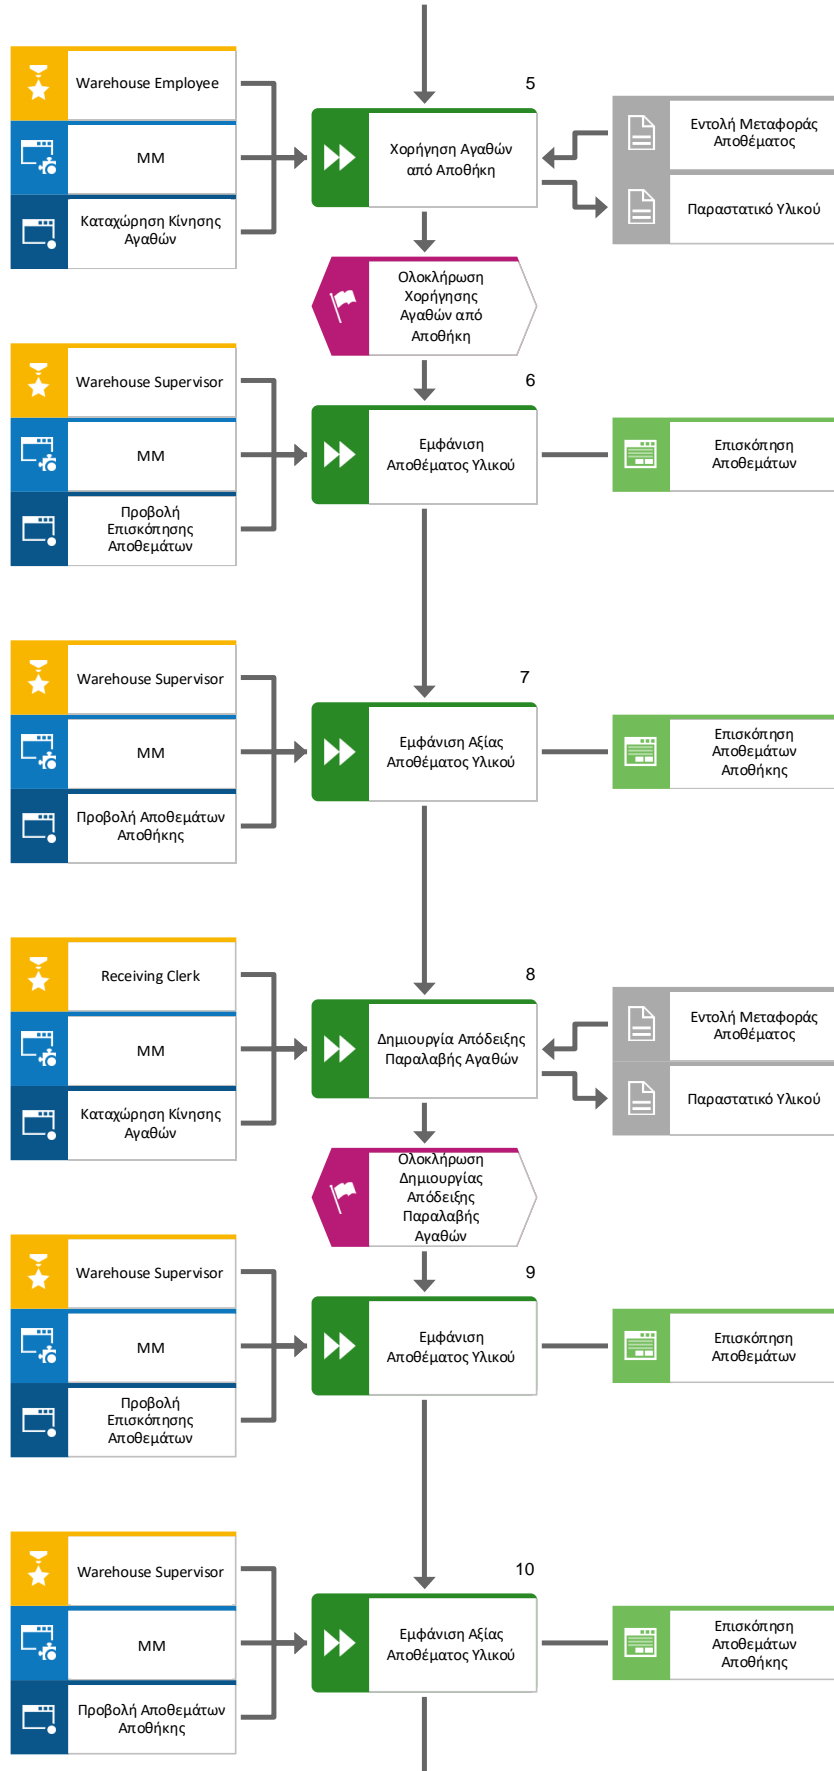 5
Warehouse Employee
MM
Καταχώρηση Κίνησης
Αγαθών
Χορήγηση Αγαθών
από Αποθήκη
Εντολή Μεταφοράς
Αποθέματος
Παραστατικό Υλικού
Ολοκλήρωση
Χορήγησης
Αγαθών από
Αποθήκη
6
Warehouse Supervisor
MM
Προβολή
Επισκόπησης
Αποθεμάτων
Εμφάνιση
Αποθέματος Υλικού
Επισκόπηση
Αποθεμάτων
7
Warehouse Supervisor
MM
Προβολή Αποθεμάτων
Αποθήκης
Εμφάνιση Αξίας
Αποθέματος Υλικού
Επισκόπηση
Αποθεμάτων
Αποθήκης
8
Receiving Clerk
MM
Καταχώρηση Κίνησης
Αγαθών
Δημιουργία Απόδειξης
Παραλαβής Αγαθών
Εντολή Μεταφοράς
Αποθέματος
Παραστατικό Υλικού
Ολοκλήρωση
Δημιουργίας
Απόδειξης
Παραλαβής
Αγαθών
9
Warehouse Supervisor
MM
Προβολή
Επισκόπησης
Αποθεμάτων
Εμφάνιση
Αποθέματος Υλικού
Επισκόπηση
Αποθεμάτων
10
Warehouse Supervisor
MM
Προβολή Αποθεμάτων
Αποθήκης
Εμφάνιση Αξίας
Αποθέματος Υλικού
Επισκόπηση
Αποθεμάτων
Αποθήκης